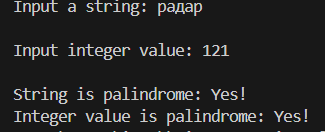 Input a string: радар
Input integer value: 121
String is palindrome: Yes!
Integer value is palindrome: Yes!